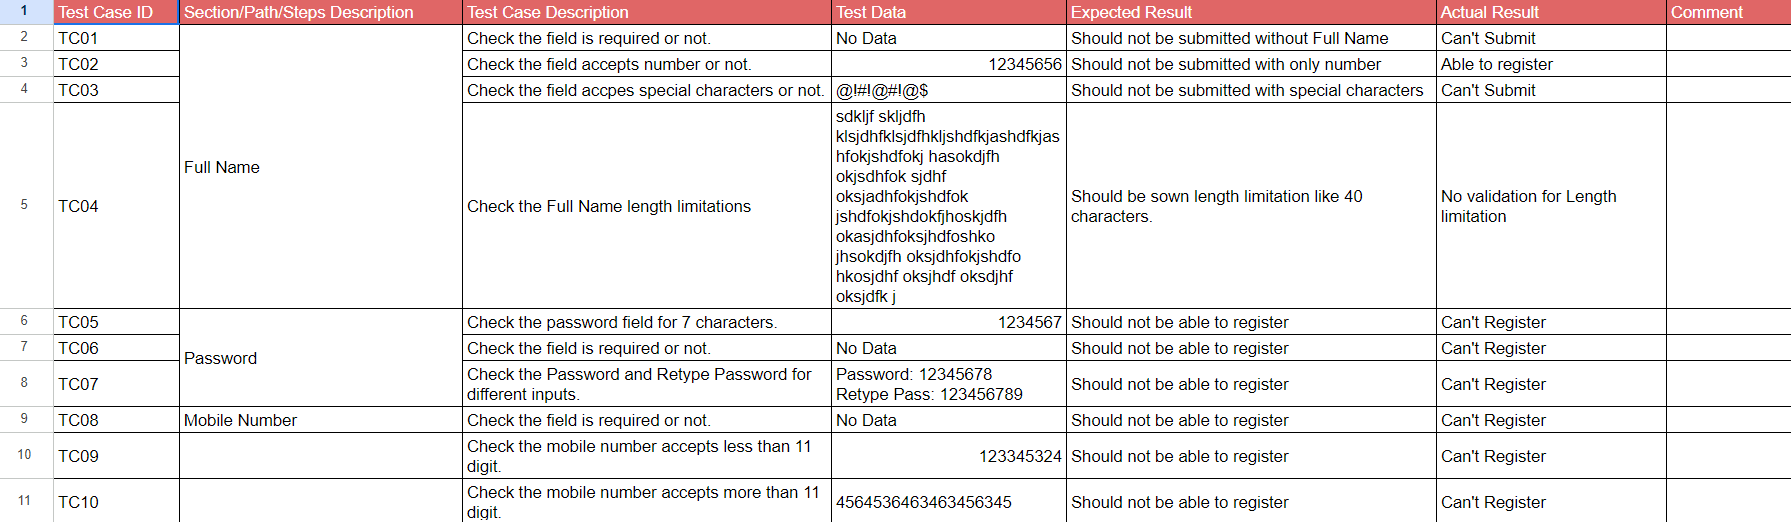 1 Test Case ID Section/Path/Steps Description Test Case Description Test Data Expected Result Actual Result Comment
2 TC01 Check the field is required or not. No Data Should not be submitted without Full Name Can't Submit
3 TC02 Check the field accepts number or not. 12345656 Should not be submitted with only number Able to register
4 TC03 Check the field accpes special characters or not. @!#!@#!@$ Should not be submitted with special characters Can't Submit
Full Name
5 TC04 Check the Full Name length limitations
sdkljf skljdfh
klsjdhfklsjdfhkljshdfkjashdfkjas
hfokjshdfokj hasokdjfh
okjsdhfok sjdhf
oksjadhfokjshdfok
jshdfokjshdokfjhoskjdfh
okasjdhfoksjhdfoshko
jhsokdjfh oksjdhfokjshdfo
hkosjdhf oksjhdf oksdjhf
oksjdfk j
Should be sown length limitation like 40
characters.
No validation for Length
limitation
6 TC05 Check the password field for 7 characters. 1234567 Should not be able to register Can't Register
Password
7 TC06 Check the field is required or not. No Data Should not be able to register Can't Register
8 TC07 Check the Password and Retype Password for
different inputs.
Password: 12345678
Retype Pass: 123456789
Should not be able to register Can't Register
9 TC08 Mobile Number Check the field is required or not. No Data Should not be able to register Can't Register
10 TC09 Check the mobile number accepts less than 11
digit.
123345324 Should not be able to register Can't Register
11 TC10 Check the mobile number accepts more than 11
digit.
4564536463463456345 Should not be able to register Can't Register